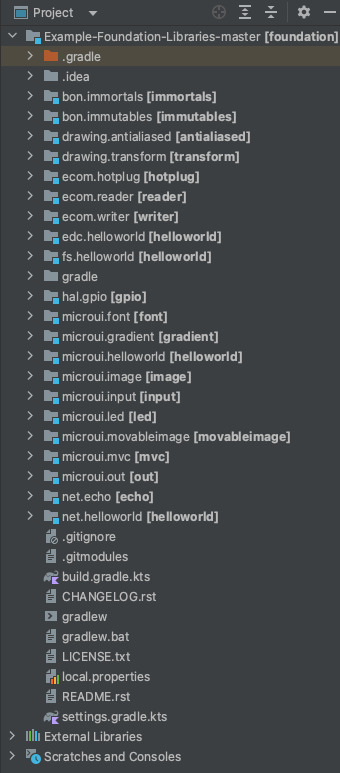 Project
Example-Foundation-Libraries-master [foundation]
.gradle
.idea
bon.immortals [immortals]
bon.immutables [immutables]
drawing.antialiased [antialiased]
drawing.transform [transform]
ecom.hotplug [hotplug]
ecom.reader [reader]
ecom.writer [writer]
edc.helloworld [helloworld]
fs.helloworld [helloworld]
gradle
hal.gpio [gpio]
microui.font [font]
microui.gradient [gradient]
microui.helloworld [helloworld]
microui.image [image]
microui.input [input]
microui.led [led]
microui.movableimage [movableimage]
microui.mvc [mvc]
microui.out [out]
net.echo [echo]
net.helloworld [helloworld]
.gitignore
.gitmodules
build.gradle.kts
CHANGELOG.rst
gradlew
gradlew.bat
LICENSE.txt
local.properties
README.rst
settings.gradle.kts
External Libraries
Scratches and Consoles